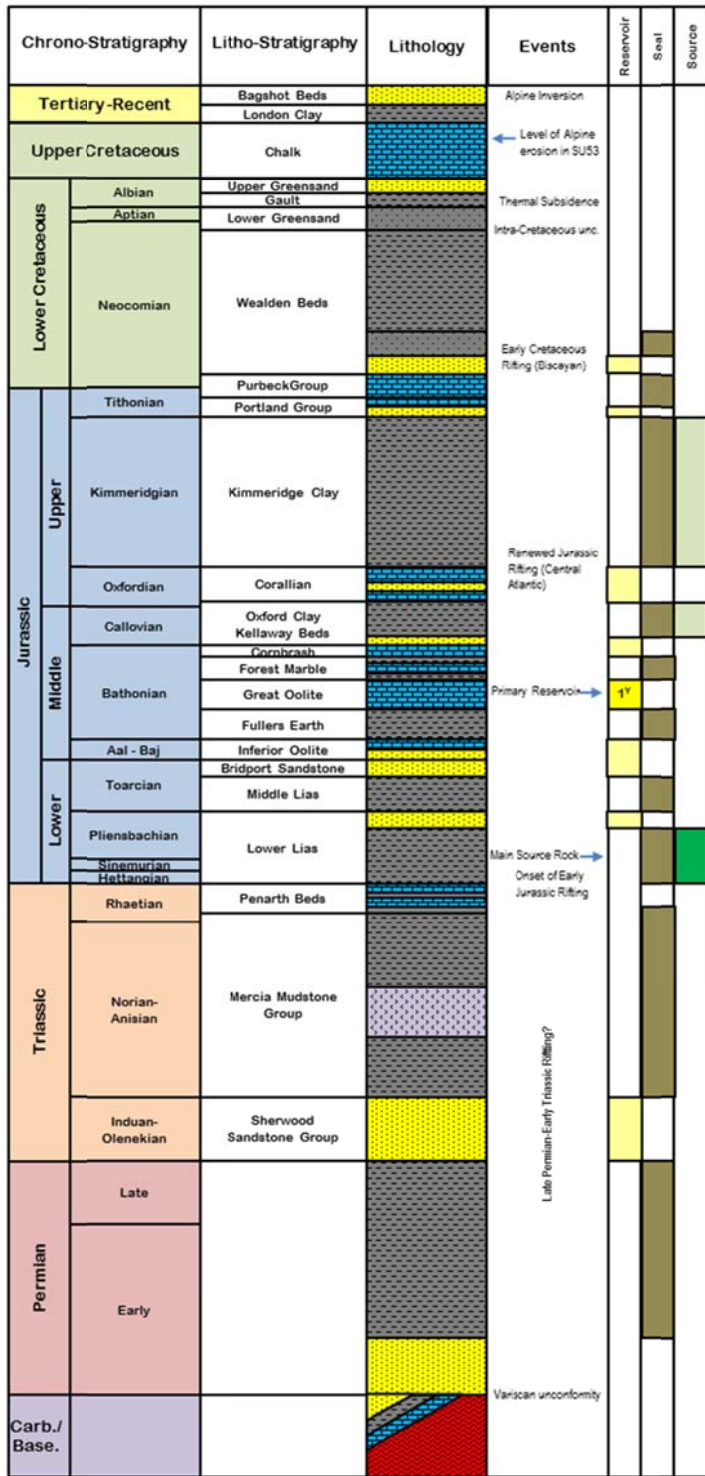 Chrono-Stratigraphy
Litho-Stratigraphy
Lithology
Events
Reservoir
Seal
Source
Tertiary-Recent
Bagshot Beds
Alpine Inversion
London Clay
Upper Cretaceous
Chalk
Level of Alpine
erosion in SU53
Lower Cretaceous
Albian
Upper Greensand
Gault
Thermal Subsidence
Aptian
Lower Greensand
Intra-Cretaceous unc.
Neocomian
Wealden Beds
Early Cretaceous
Rifting (Biscayan)
PurbeckGroup
Jurassic
Upper
Tithonian
Portland Group
Kimmeridgian
Kimmeridge Clay
Renewed Jurassic
Rifting (Central
Atlantic)
Oxfordian
Corallian
Middle
Callovian
Oxford Clay
Kellaway Beds
Cornbrash
Bathonian
Forest Marble
Great Oolite
Primary Reservoir
1Y
Fullers Earth
Aal - Baj
Inferior Oolite
Lower
Toarcian
Bridport Sandstone
Middle Lias
Pliensbachian
Lower Lias
Main Source Rock
Sinemurian
Hettangian
Onset of Early
Jurassic Rifting
Triassic
Rhaetian
Penarth Beds
Norian-
Anisian
Mercia Mudstone
Group
Late Permian-Early Triassic Rifting?
Induan-
Olenekian
Sherwood
Sandstone Group
Permian
Late
Early
Variscan unconformity
Carb./
Base.